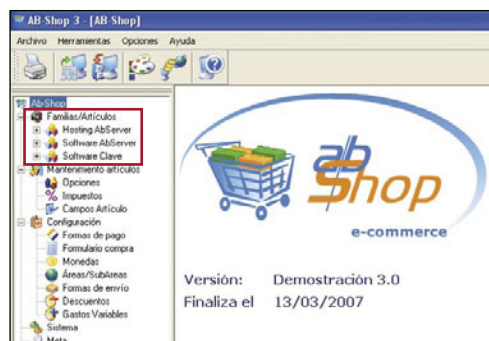 AB-Shop 3 - [AB-Shop]
Archivo Herramientas Opciones Ayuda
Ab-Shop
Familias/Artículos
Hosting AbServer
Software AbServer
Software Clave
Mantenimiento artículos
Opciones
Impuestos
Campos Artículo
Configuración
Formas de pago
Formulario compra
Monedas
Áreas/SubAreas
Formas de envío
Descuentos
Gastos Variables
Sistema
Meta
ab
Shop
e-commerce
Versión: Demostración 3.0
Finaliza el 13/03/2007